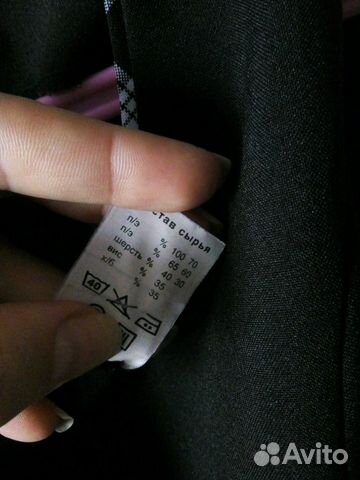 став сырья
п/э % 100 70
п/э % 65 60
шерсть % 40 30
вис % 35
х/б % 35
40
Avito